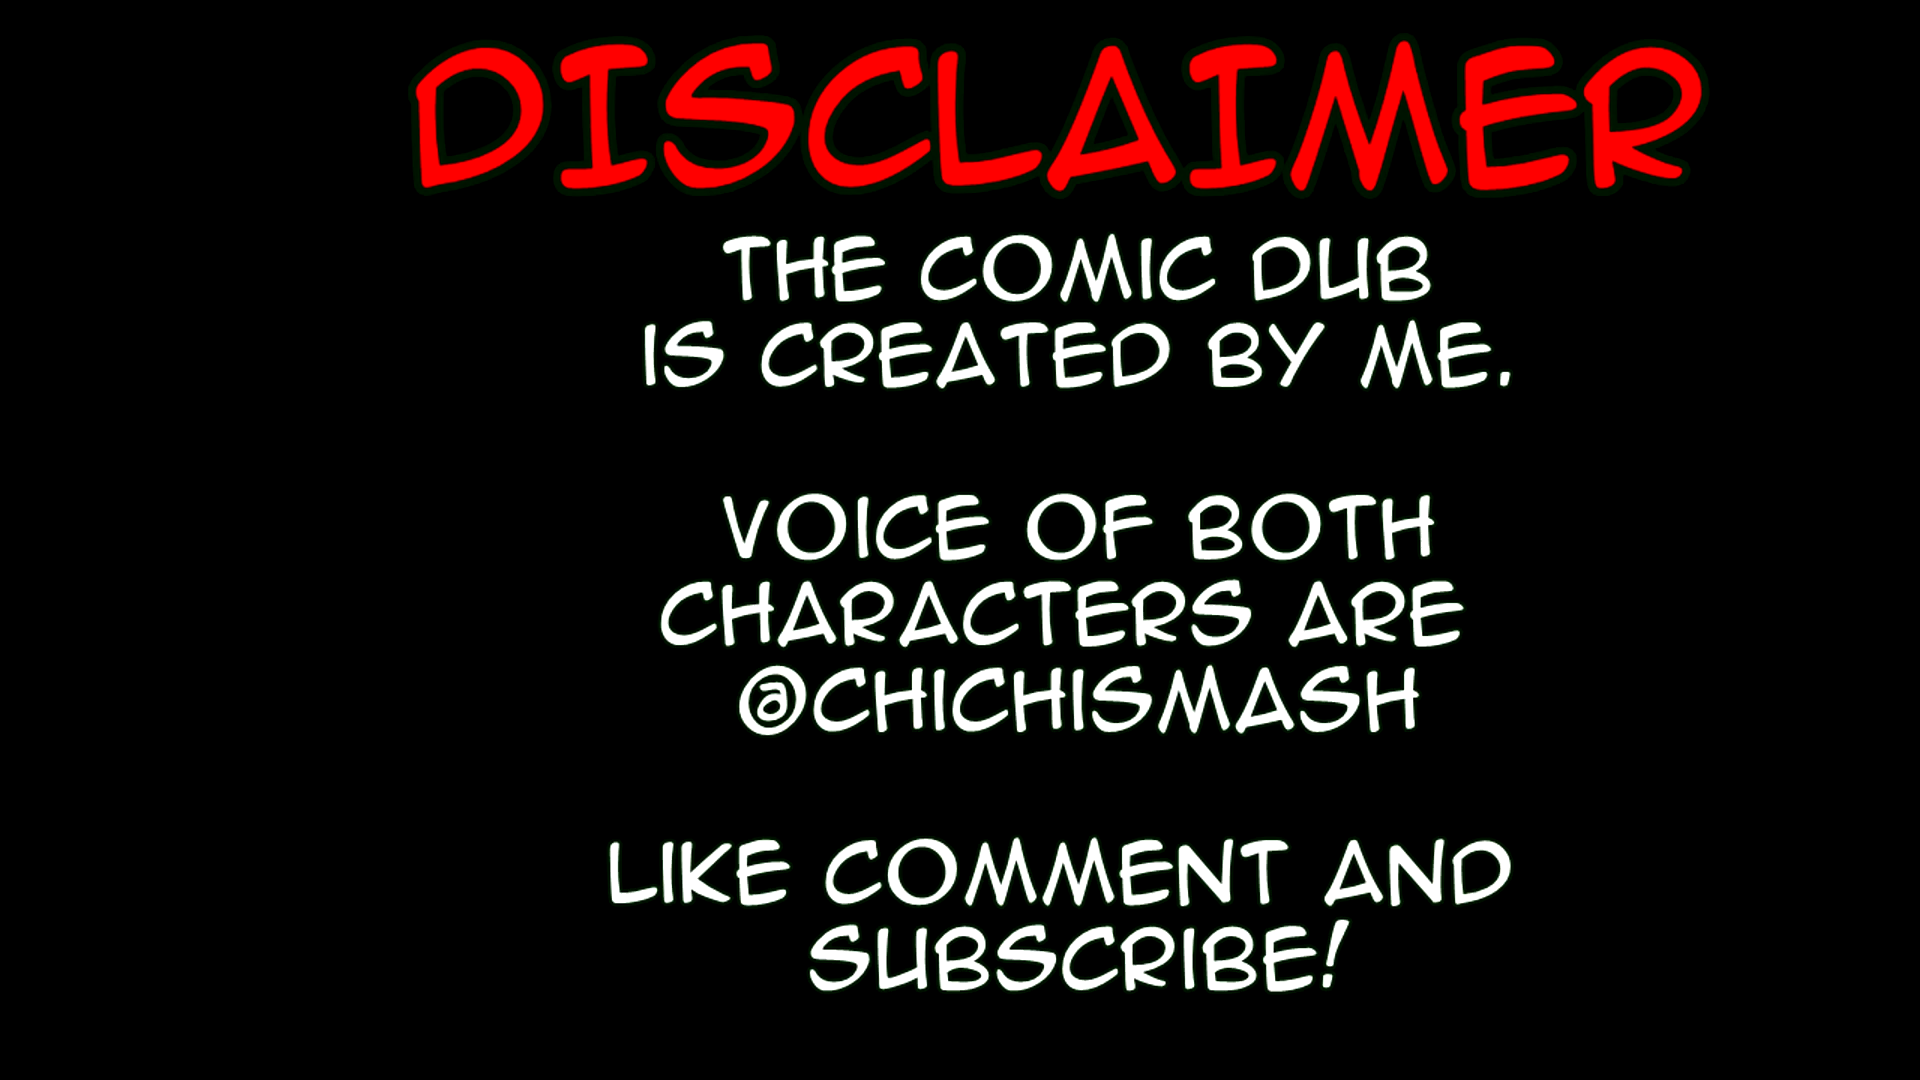 DISCLAIMER
THE COMIC DUB
IS CREATED BY ME.
VOICE OF BOTH
CHARACTERS ARE
@CHICHISMASH
LIKE COMMENT AND
SUBSCRIBE!